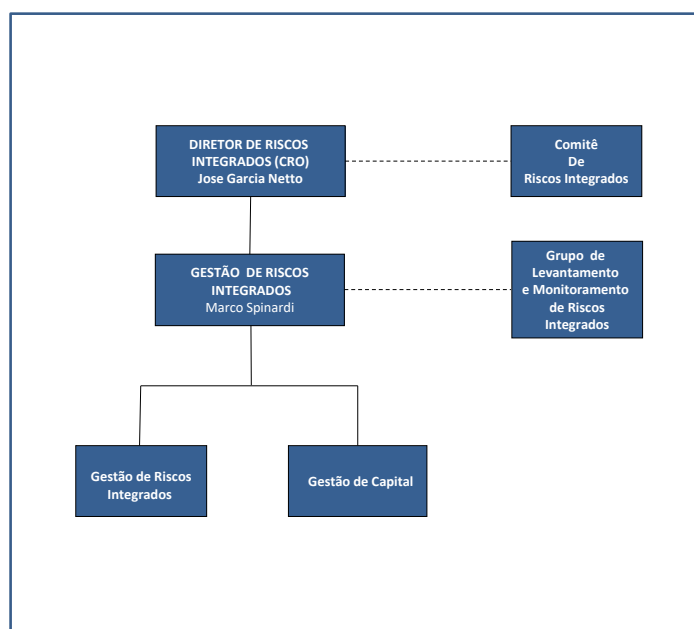 DIRETOR DE RISCOS
INTEGRADOS (CRO)
Jose Garcia Netto
Comitê
De
Riscos Integrados
GESTÃO DE RISCOS
INTEGRADOS
Marco Spinardi
Grupo de
Levantamento
e Monitoramento
de Riscos
Integrados
Gestão de Riscos
Integrados
Gestão de Capital